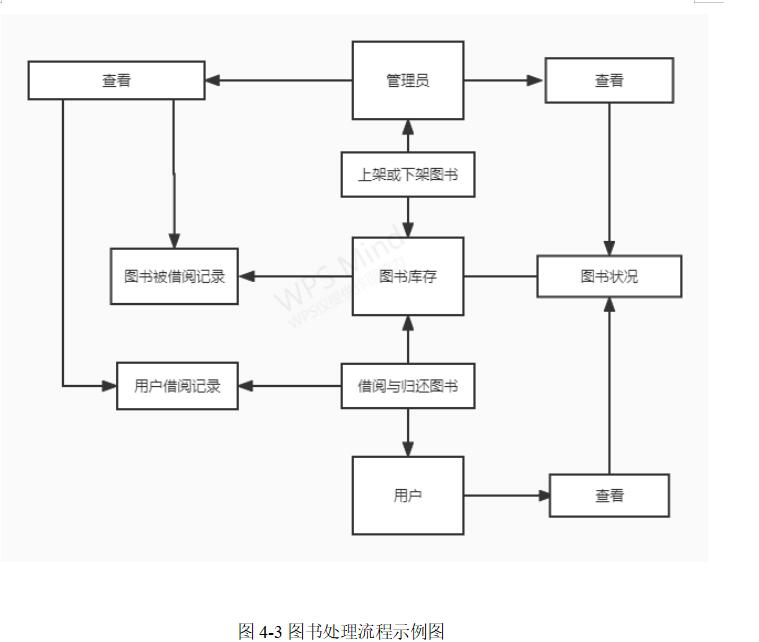 查看
管理员
查看
上架或下架图书
图书被借阅记录
图书库存
图书状况
WPS Mind
用户借阅记录
借阅与归还图书
用户
查看
图 4-3 图书处理流程示例图